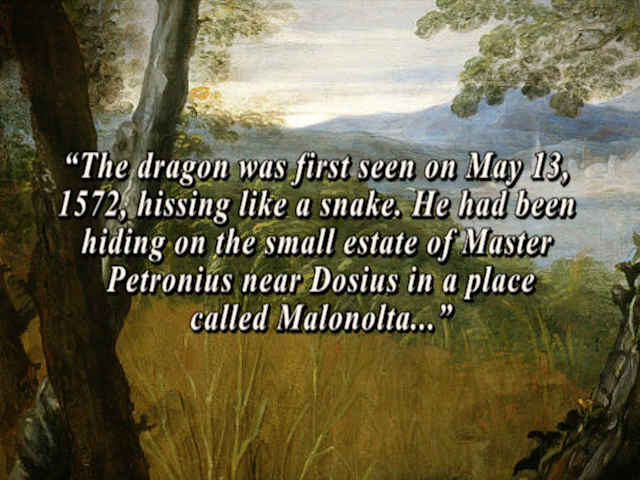 “The dragon was first seen on May 13,
1572, hissing like a snake. He had been
hiding on the small estate of Master
Petronius near Dosius in a place
called Malonolta...”